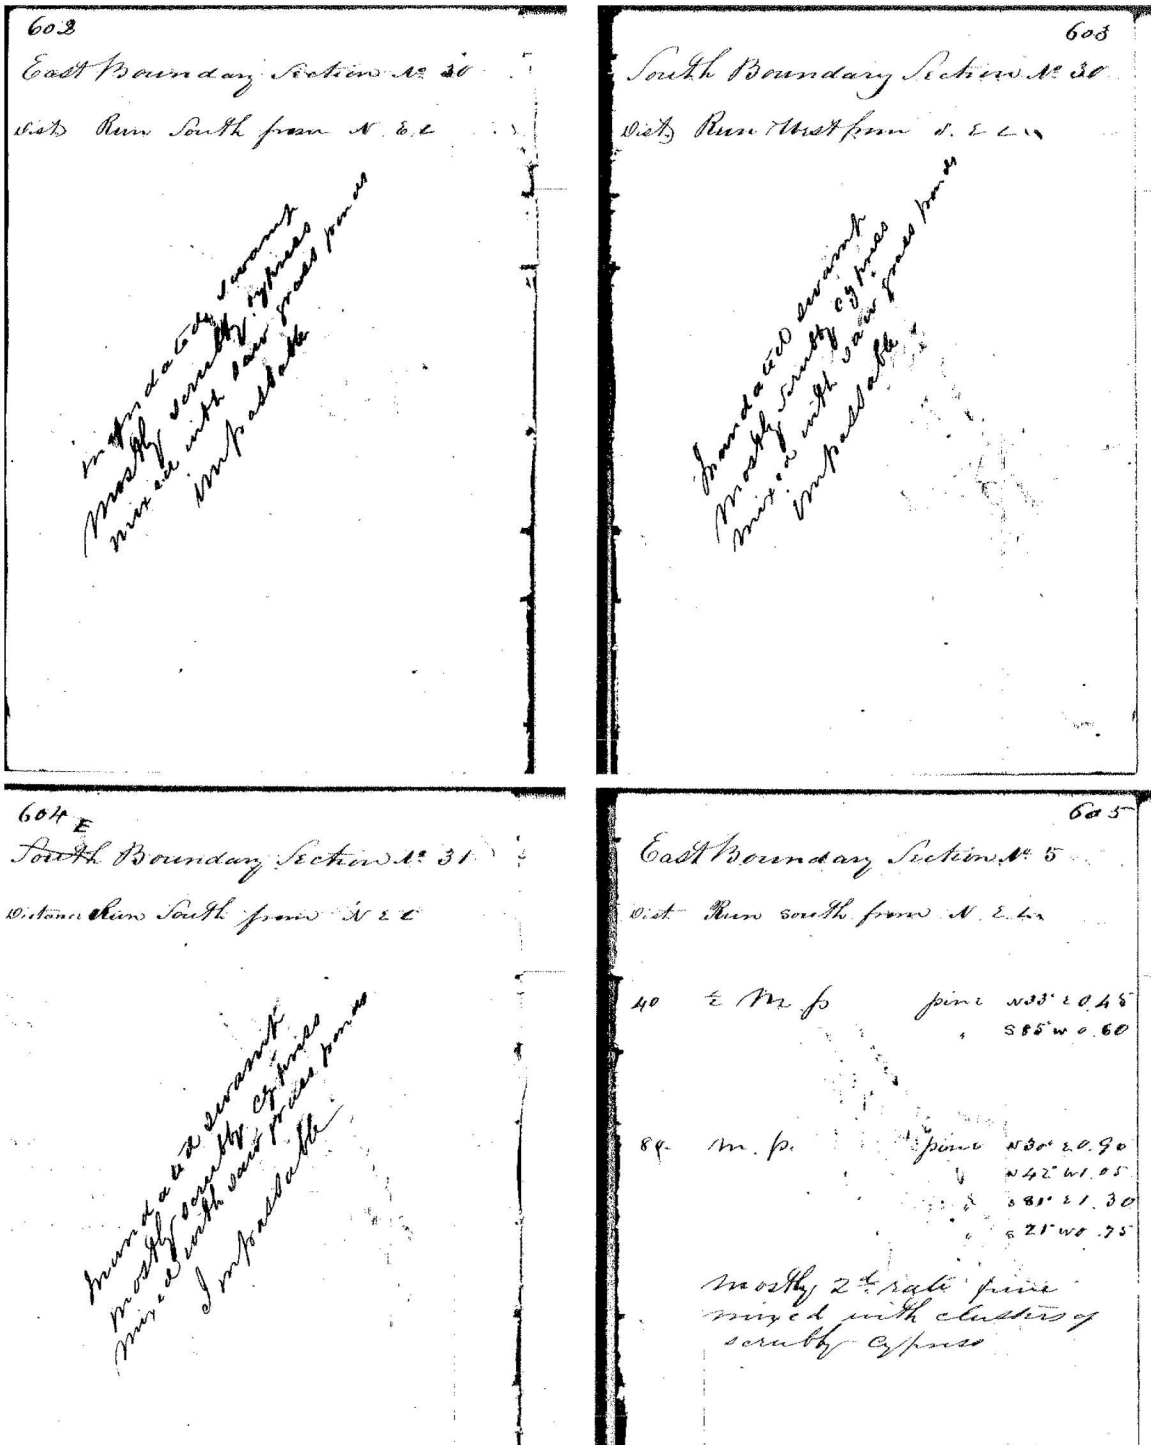 602
East Boundary Section No 30
Dist Run South from N. E. C
inundated swamp
mostly scrubby cypress
mixed with saw grass ponds
impassable
603
South Boundary Section No 30
Dist Run West from S. E C
Inundated swamp
mostly scrubby cypress
mixed with saw grass ponds
impassable
604
E
South Boundary Section No 31
Distance Run South from N E C
Inundated swamp
mostly scrubby cypress
mixed with saw grass ponds
Impassable
605
East Boundary Section No 5
Dist Run south from N. E. C
40 ½ M p pine N33° E 0.45
" S85° W 0.60
M. p. pine N30° E 0.90
" N42° W 1.05
" S81° E 1.30
" S21° W 0.75
mostly 2d rate pine
mixed with clusters of
scrubby cypress